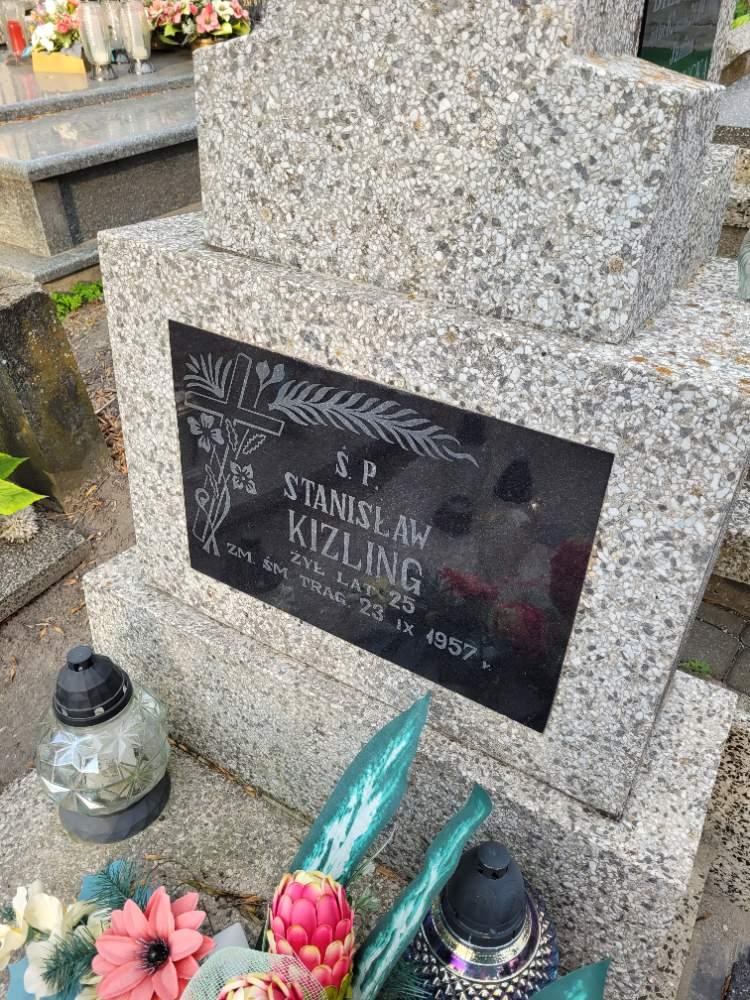 Ś. P.
STANISŁAW
KIZLING
ŻYŁ LAT 25
ZM. ŚM. TRAG. 23 IX 1957 r.